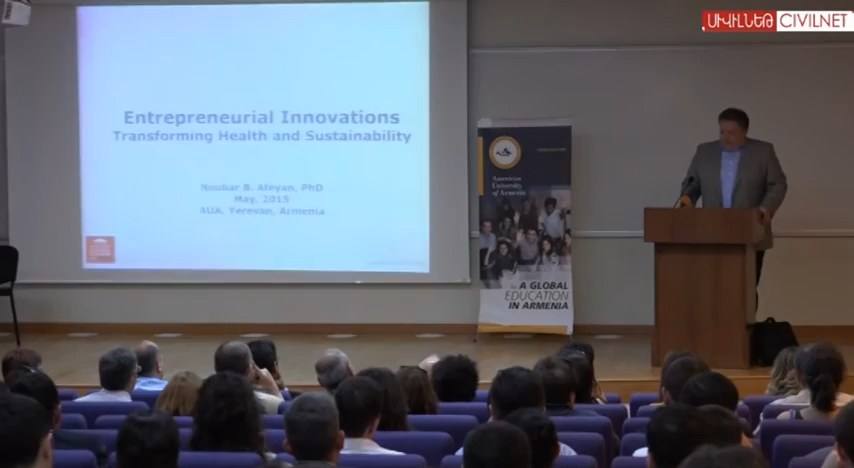 ՍԻՎԻԼՆԵԹ CIVILNET
Entrepreneurial Innovations
Transforming Health and Sustainability
Noubar B. Afeyan, PhD
May, 2015
AUA, Yerevan, Armenia
American
University
of Armenia
A GLOBAL
EDUCATION
IN ARMENIA